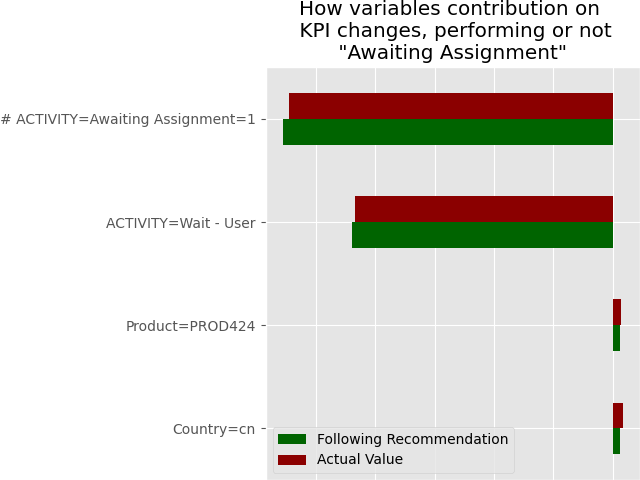 How variables contribution on
KPI changes, performing or not
"Awaiting Assignment"
# ACTIVITY=Awaiting Assignment=1
ACTIVITY=Wait - User
Product=PROD424
Country=cn
Following Recommendation
Actual Value